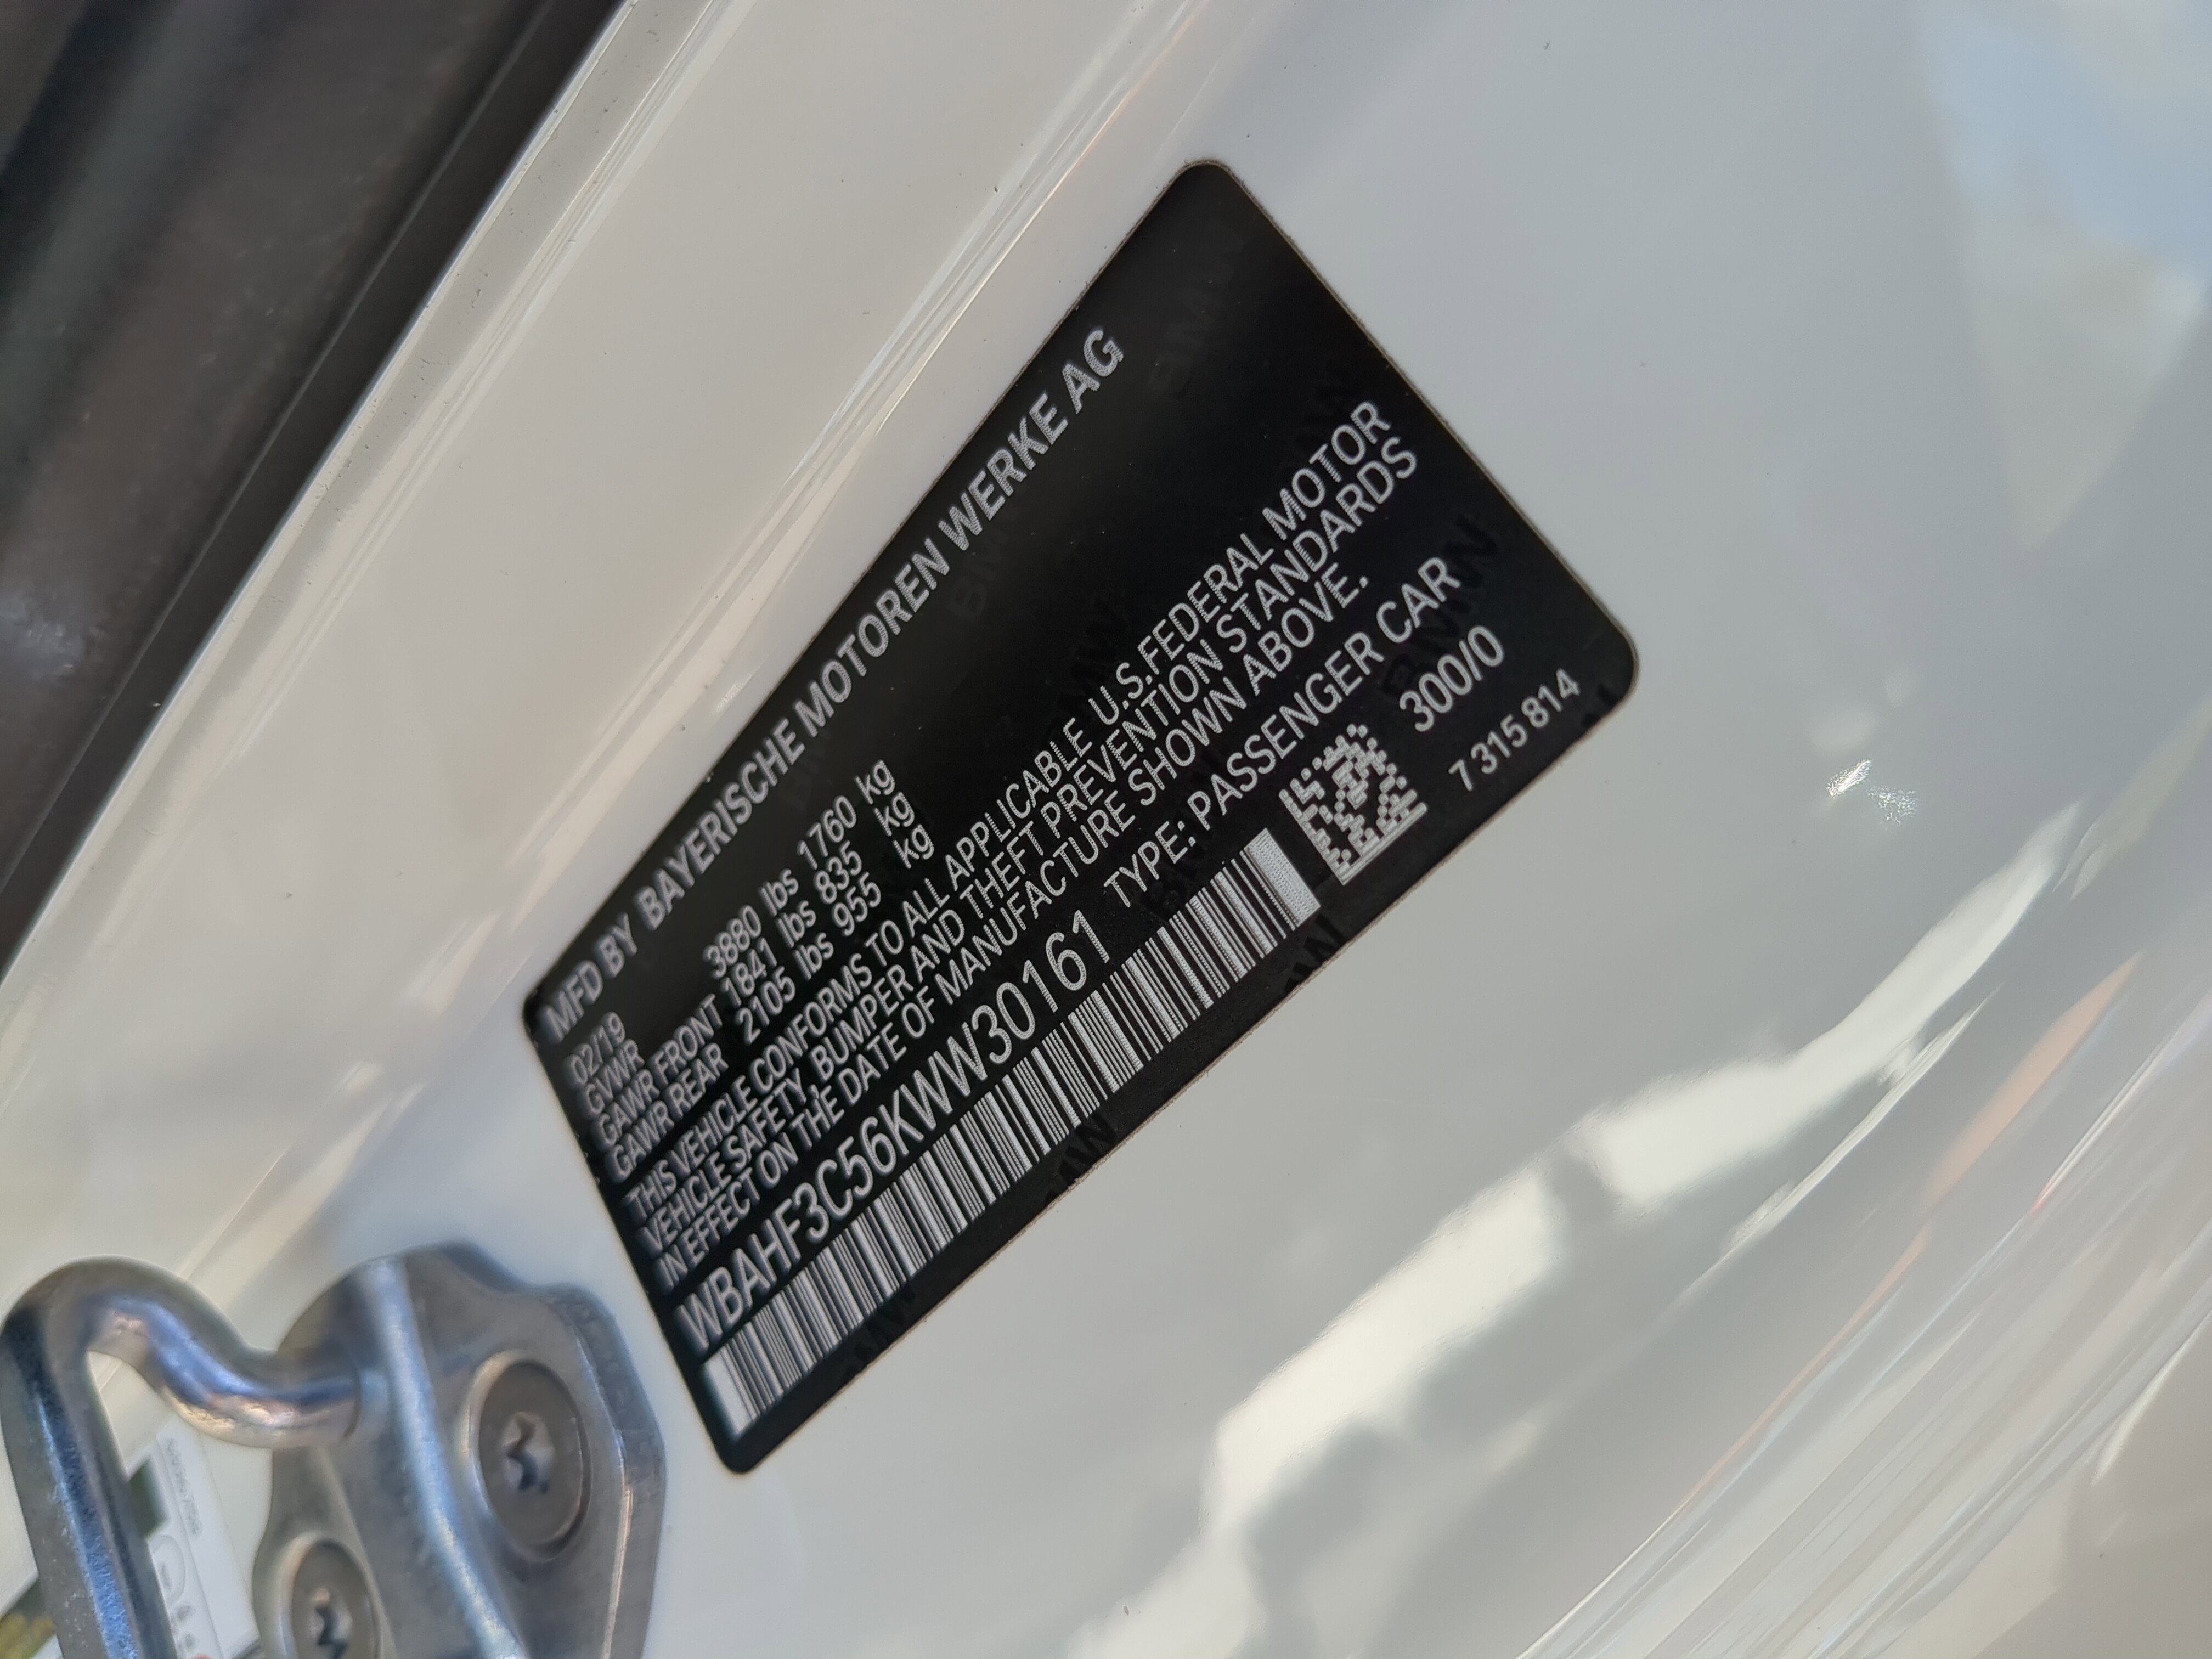 MFD BY BAYERISCHE MOTOREN WERKE AG
02/19
GVWR 3880 lbs 1760 kg
GAWR FRONT 1841 lbs 835 kg
GAWR REAR 2105 lbs 955 kg
THIS VEHICLE CONFORMS TO ALL APPLICABLE U.S.FEDERAL MOTOR
VEHICLE SAFETY, BUMPER AND THEFT PREVENTION STANDARDS
IN EFFECT ON THE DATE OF MANUFACTURE SHOWN ABOVE.
WBAHF3C56KWW30161 TYPE: PASSENGER CAR
300/0
7 315 814